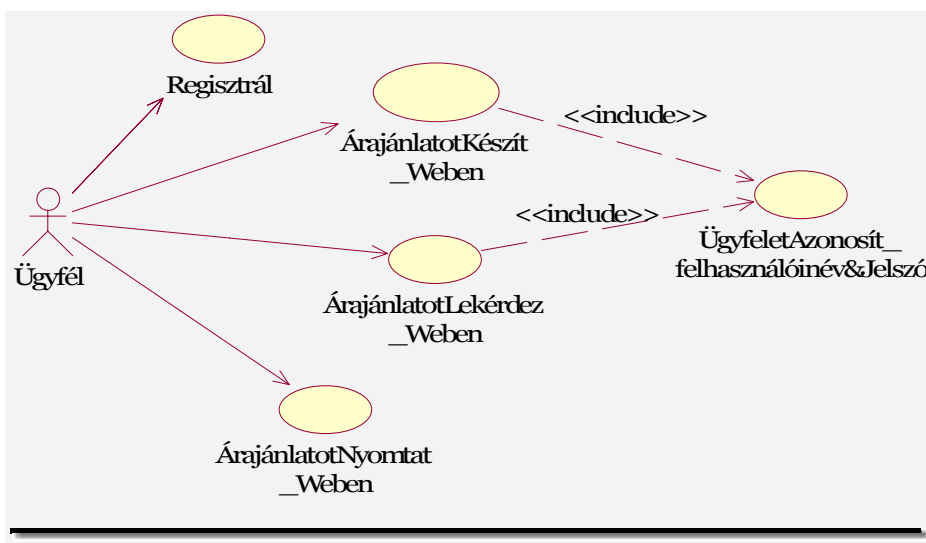 Regisztrál
<<include>>
ÁrajánlatotKészít
_Weben
<<include>>
ÜgyfeletAzonosít_
felhasználóinév&Jelszó
Ügyfél
ÁrajánlatotLekérdez
_Weben
ÁrajánlatotNyomtat
_Weben